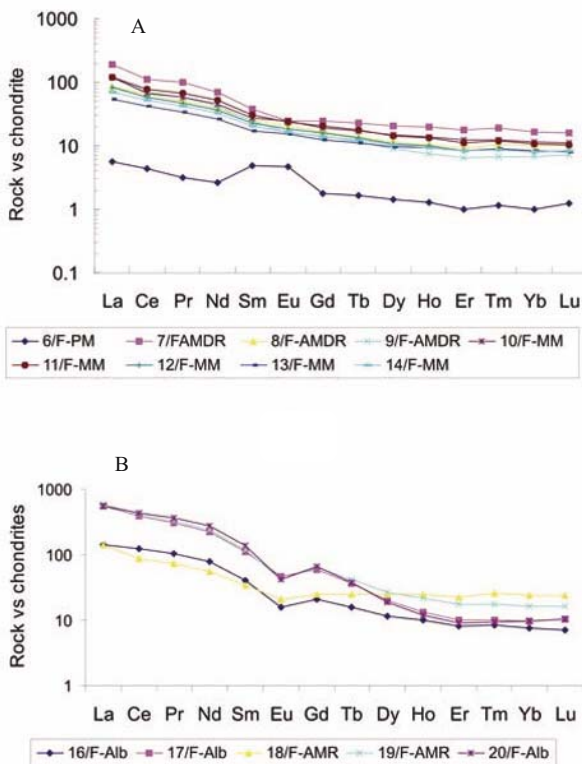 A
1000
100
10
1
0.1
Rock vs chondrite
La Ce Pr Nd Sm Eu Gd Tb Dy Ho Er Tm Yb Lu
6/F-PM 7/FAMDR 8/F-AMDR 9/F-AMDR 10/F-MM
11/F-MM 12/F-MM 13/F-MM 14/F-MM
B
1000
100
10
1
Rock vs chondrites
La Ce Pr Nd Sm Eu Gd Tb Dy Ho Er Tm Yb Lu
16/F-Alb 17/F-Alb 18/F-AMR 19/F-AMR 20/F-Alb